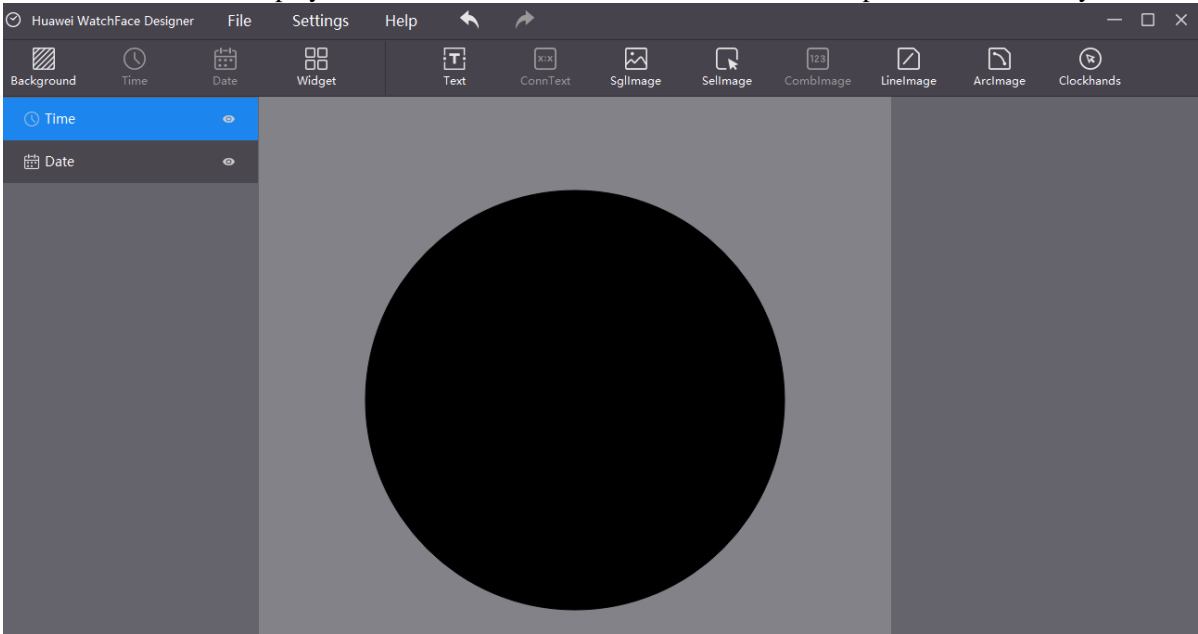 Huawei WatchFace Designer File Settings Help
Background Time Date Widget Text ConnText SglImage SelImage CombImage LineImage ArcImage Clockhands
Time
Date